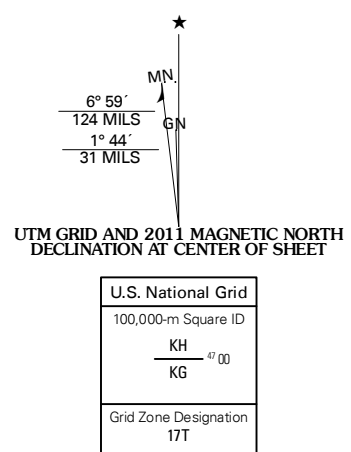 ★
MN
6° 59´
124 MILS
GN
1° 44´
31 MILS
UTM GRID AND 2011 MAGNETIC NORTH
DECLINATION AT CENTER OF SHEET
U.S. National Grid
100,000-m Square ID
KH
47 00
KG
Grid Zone Designation
17T